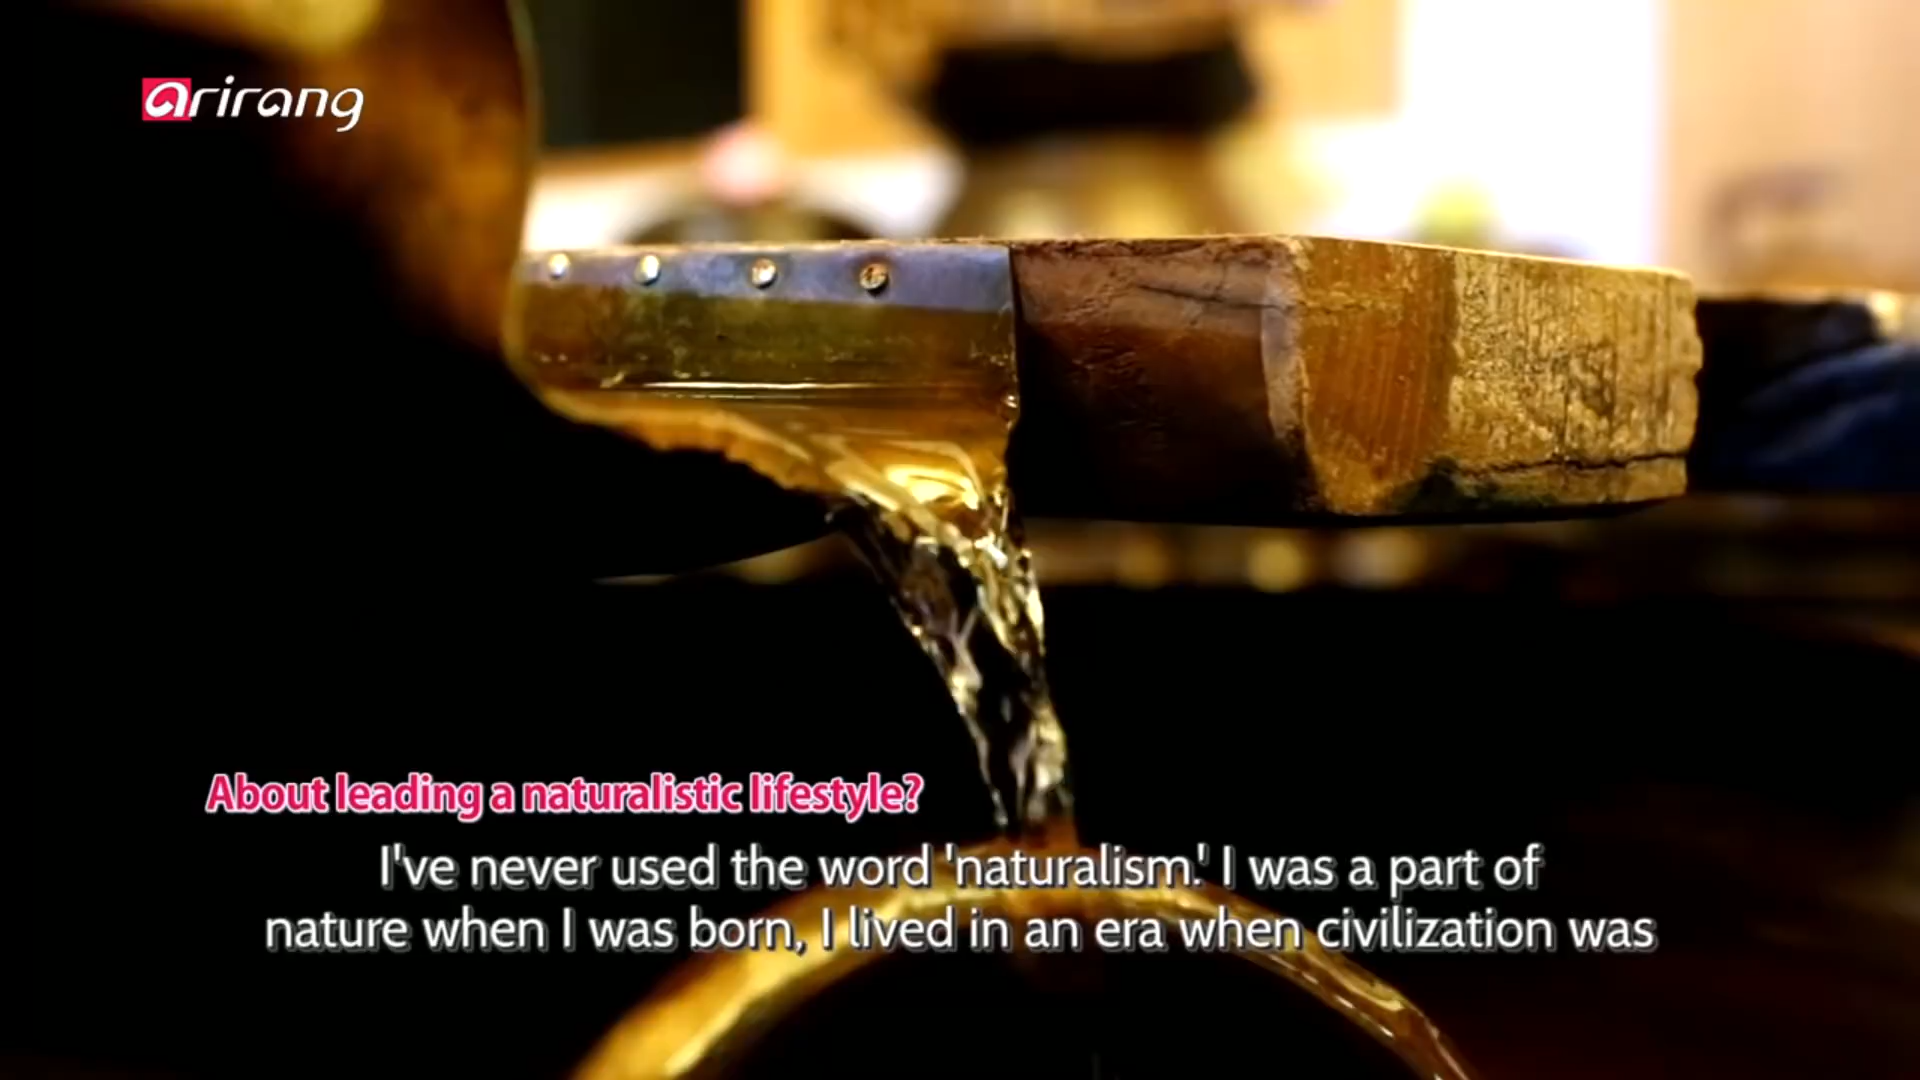 arirang
About leading a naturalistic lifestyle?
I've never used the word 'naturalism.' I was a part of
nature when I was born, I lived in an era when civilization was